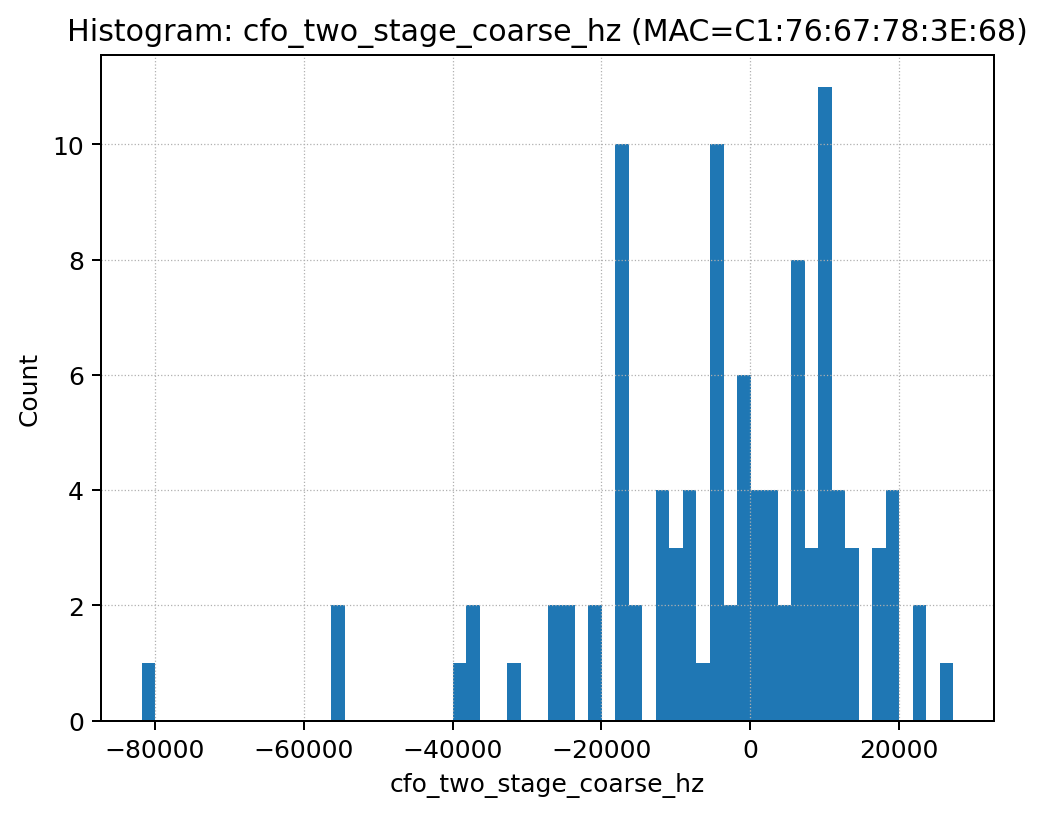 Histogram: cfo_two_stage_coarse_hz (MAC=C1:76:67:78:3E:68)
10
8
6
4
2
0
Count
−80000 −60000 −40000 −20000 0 20000
cfo_two_stage_coarse_hz